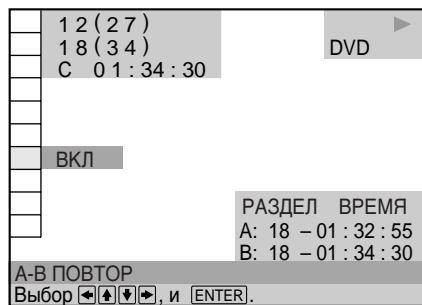 12(27)
18(34)
C 01:34:30
DVD
ВКЛ
РАЗДЕЛ ВРЕМЯ
A: 18 – 01:32:55
B: 18 – 01:34:30
A-B ПОВТОР
Выбор , и ENTER.